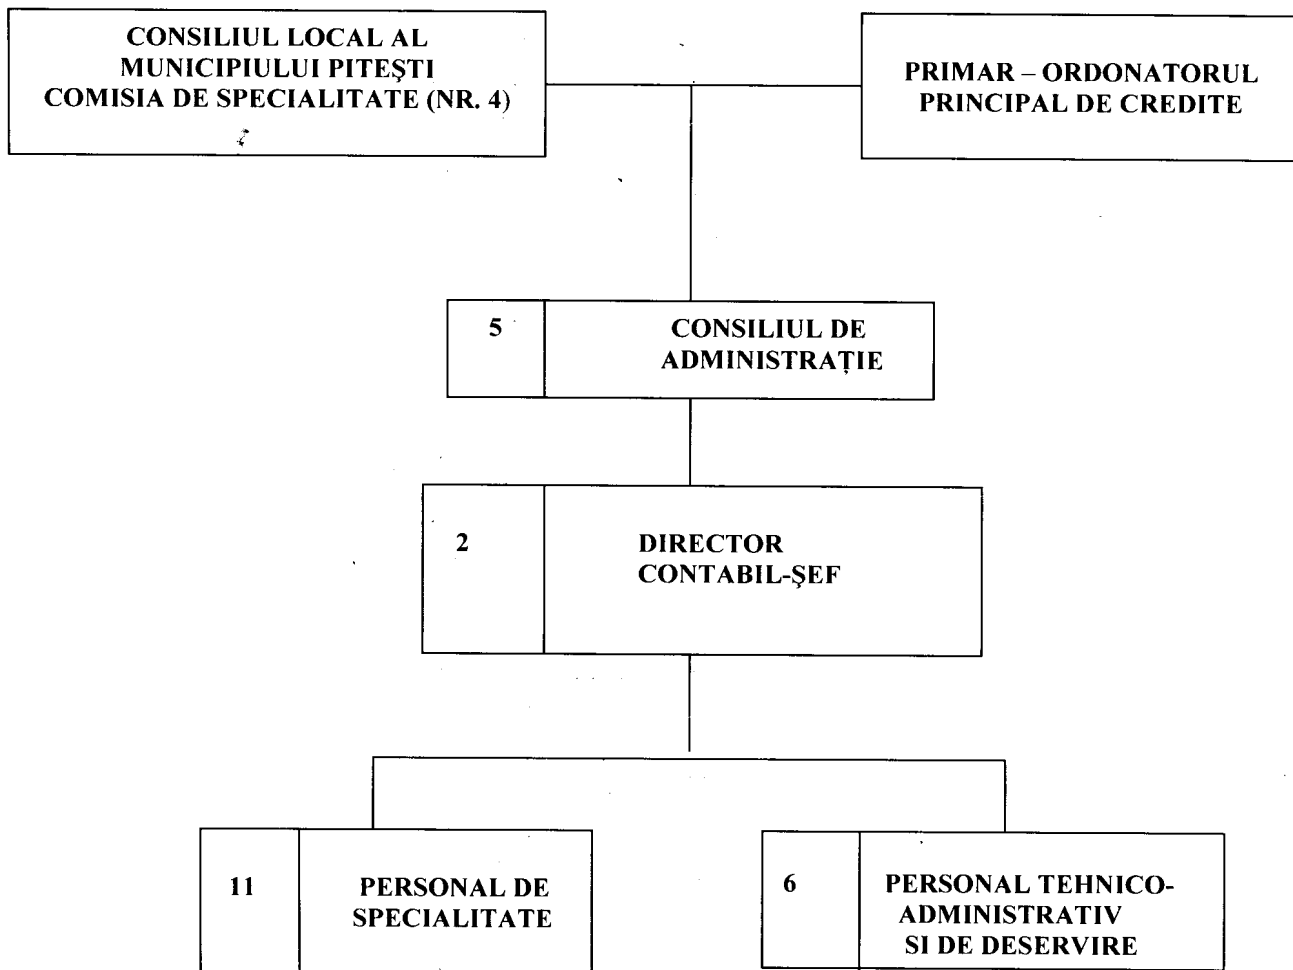 CONSILIUL LOCAL AL
MUNICIPIULUI PITEŞTI
COMISIA DE SPECIALITATE (NR. 4)
PRIMAR – ORDONATORUL
PRINCIPAL DE CREDITE
5
CONSILIUL DE
ADMINISTRAȚIE
2
DIRECTOR
CONTABIL-ŞEF
11
PERSONAL DE
SPECIALITATE
6
PERSONAL TEHNICO-
ADMINISTRATIV
SI DE DESERVIRE